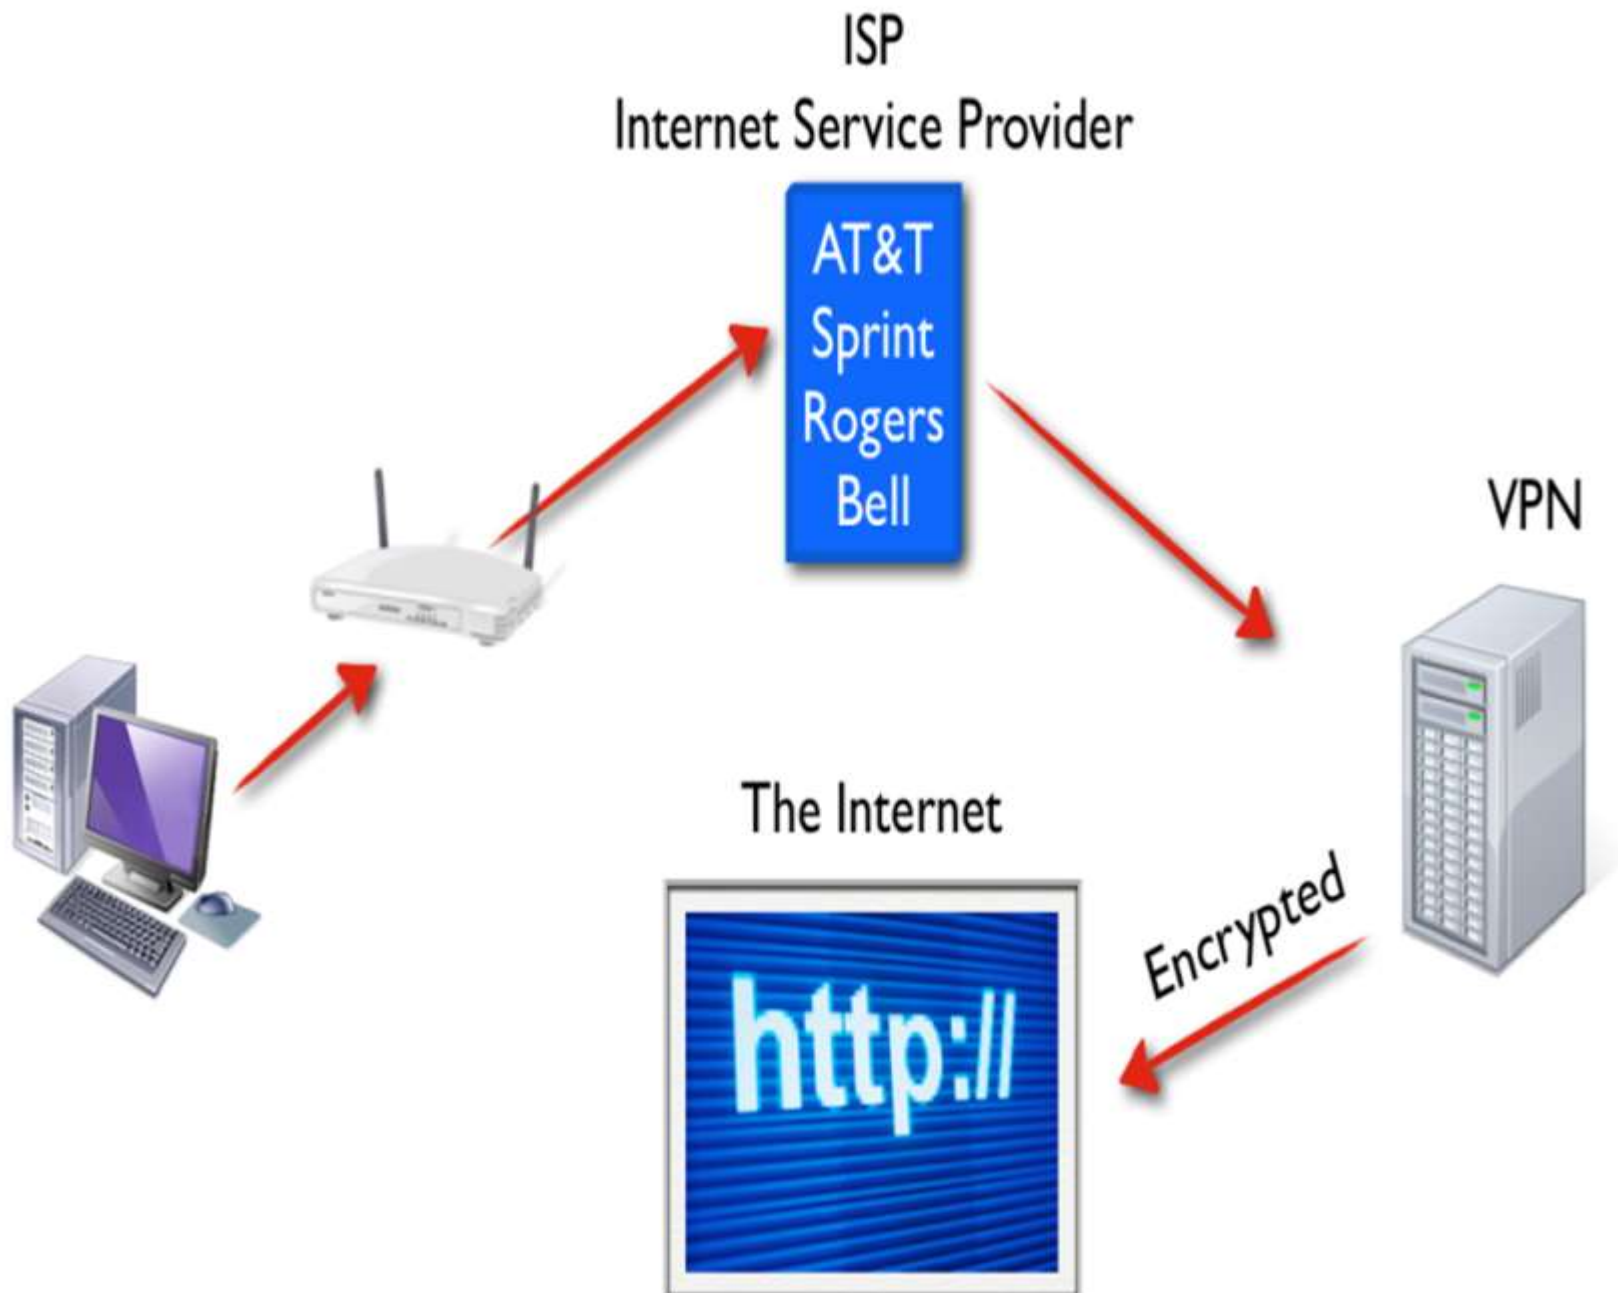 ISP
Internet Service Provider
AT&T
Sprint
Rogers
Bell
VPN
The Internet
Encrypted
http://